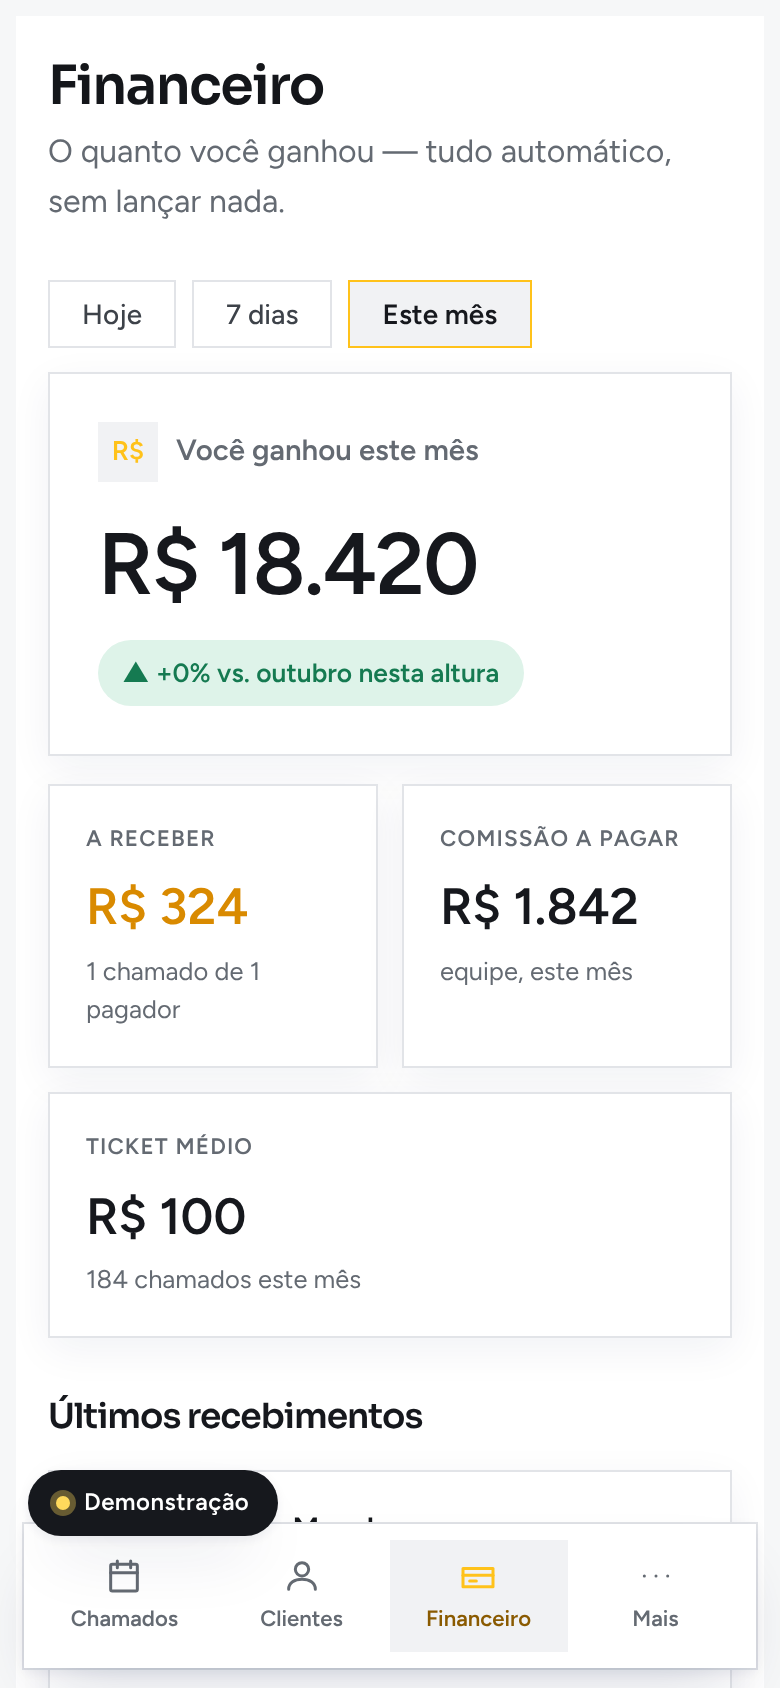 Financeiro
O quanto você ganhou — tudo automático,
sem lançar nada.
Hoje
7 dias
Este mês
R$ Você ganhou este mês
R$ 18.420
▲ +0% vs. outubro nesta altura
A RECEBER
R$ 324
1 chamado de 1
pagador
COMISSÃO A PAGAR
R$ 1.842
equipe, este mês
TICKET MÉDIO
R$ 100
184 chamados este mês
Últimos recebimentos
Demonstração
Chamados
Clientes
Financeiro
Mais